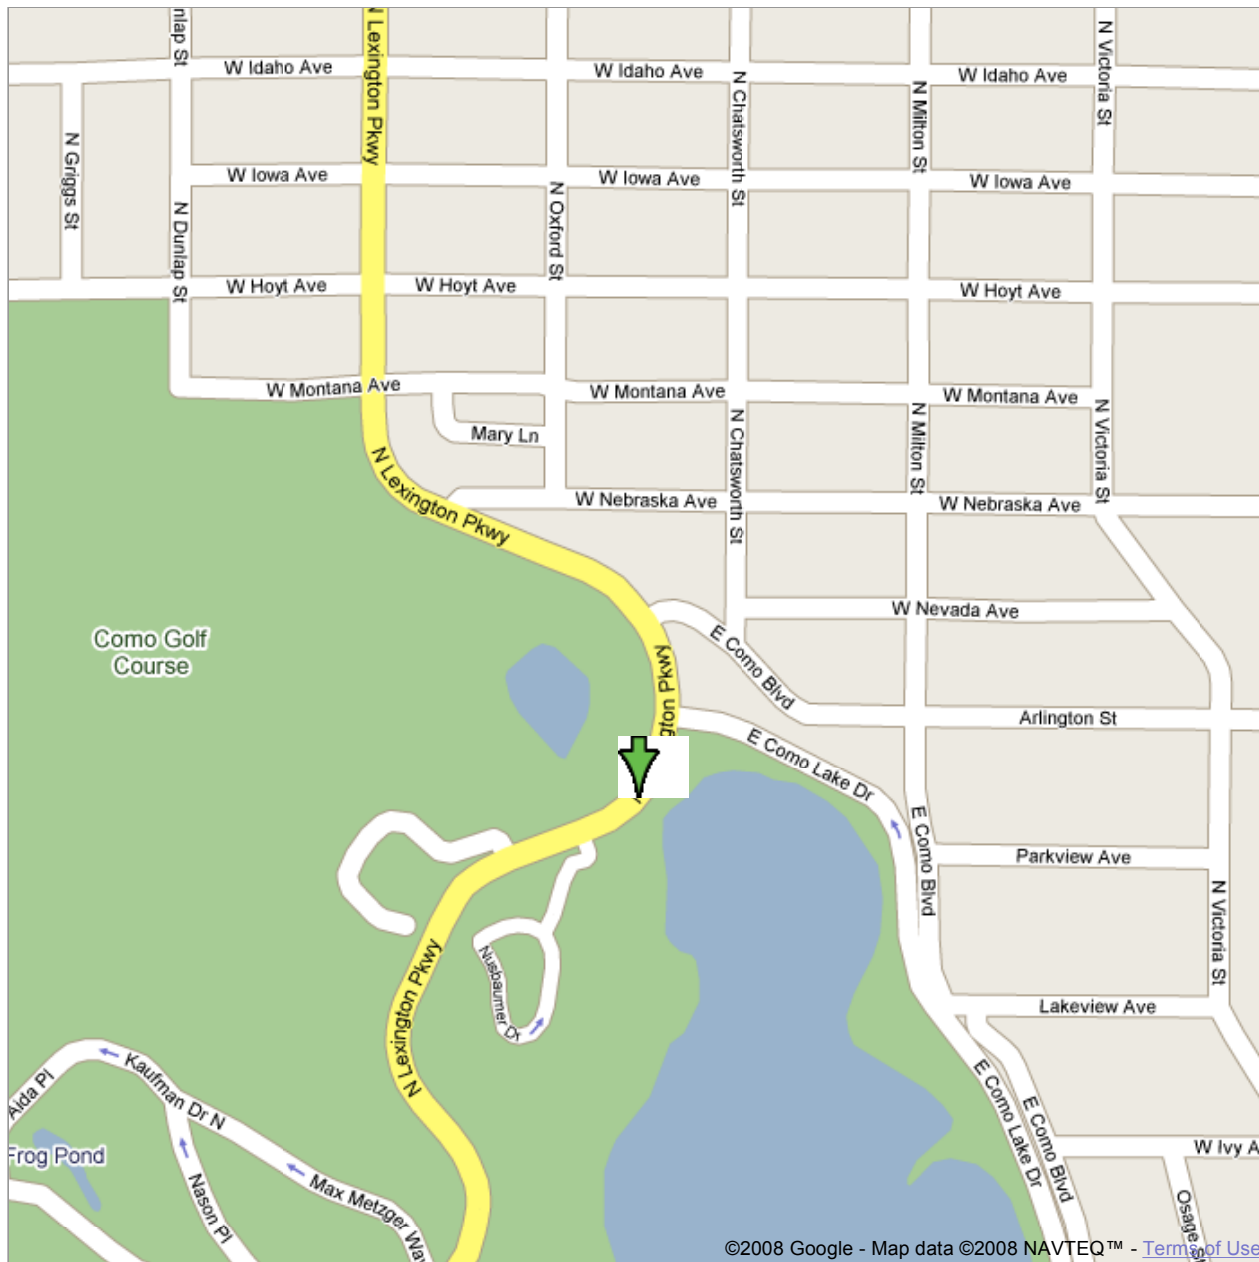 nlap St
N Lexington Pkwy
W Idaho Ave
W Idaho Ave
W Idaho Ave
N Victoria St
N Chatsworth St
N Milton St
N Griggs St
W Iowa Ave
W Iowa Ave
W Iowa Ave
N Dunlap St
N Oxford St
W Hoyt Ave
W Hoyt Ave
W Hoyt Ave
W Montana Ave
W Montana Ave
W Montana Ave
Mary Ln
N Chatsworth St
N Milton St
N Victoria St
N Lexington Pkwy
W Nebraska Ave
W Nebraska Ave
W Nevada Ave
Como Golf
Course
E Como Blvd
gton Pkwy
Arlington St
E Como Lake Dr
E Como Blvd
Parkview Ave
N Victoria St
N Lexington Pkwy
Nusbaumer Dr
Lakeview Ave
Aida Pl
Kaufman Dr N
E Como Lake Dr
E Como Blvd
Frog Pond
W Ivy A
Nason Pl
Max Metzger Way
Osage St
©2008 Google - Map data ©2008 NAVTEQ™ - Terms of Use